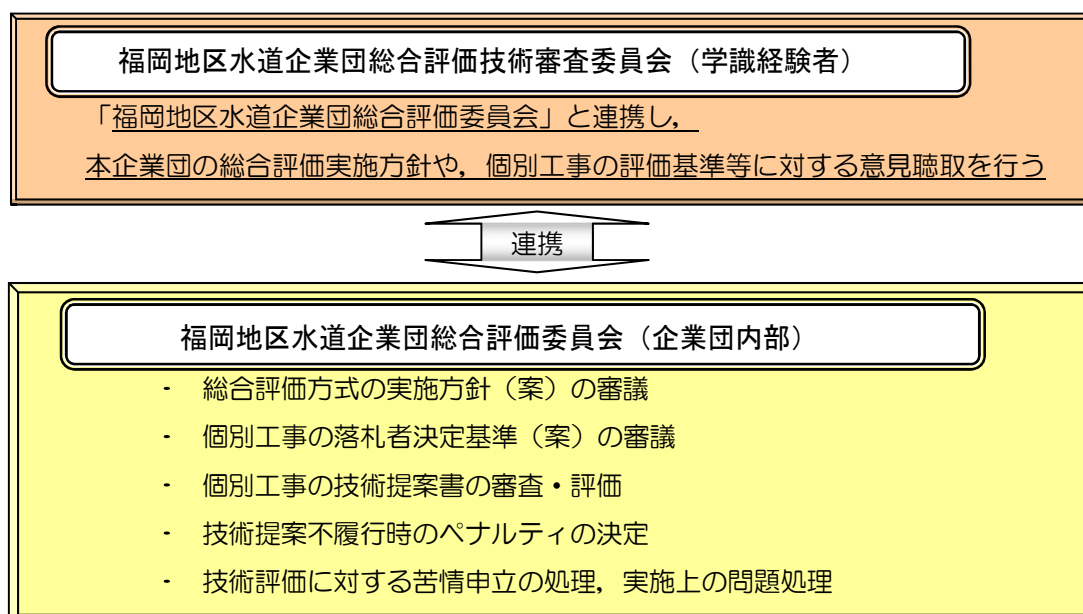 福岡地区水道企業団総合評価技術審査委員会（学識経験者）
「福岡地区水道企業団総合評価委員会」と連携し，
本企業団の総合評価実施方針や，個別工事の評価基準等に対する意見聴取を行う
連携
福岡地区水道企業団総合評価委員会（企業団内部）
- 総合評価方式の実施方針（案）の審議
- 個別工事の落札者決定基準（案）の審議
- 個別工事の技術提案書の審査・評価
- 技術提案不履行時のペナルティの決定
- 技術評価に対する苦情申立の処理，実施上の問題処理